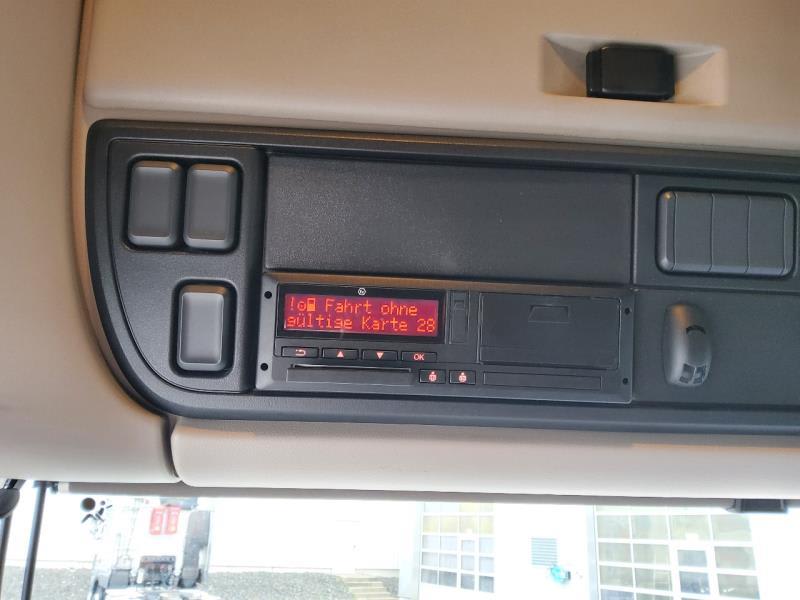 ! Fahrt ohne
gültige Karte 28
OK